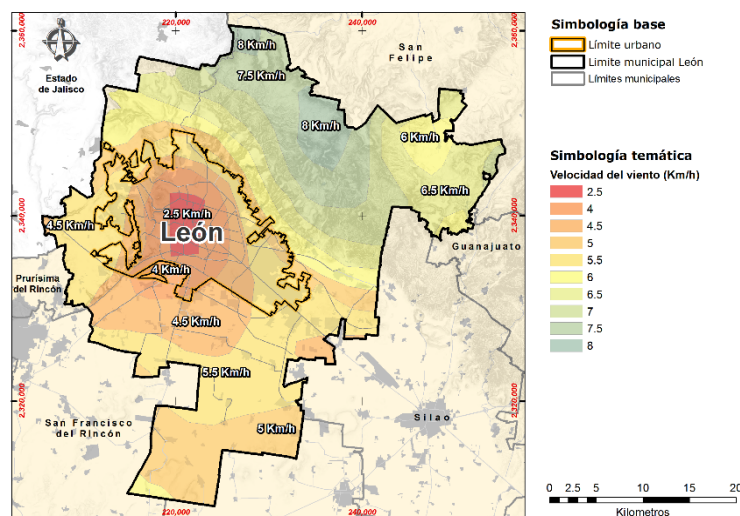 220,000
240,000
2,360,000
2,360,000
8 Km/h
San
Felipe
Estado
de Jalisco
7.5 Km/h
8 Km/h
6 Km/h
6.5 Km/h
2,340,000
2,340,000
4.5 Km/h
2.5 Km/h
León
Guanajuato
4 Km/h
Prurísima
del Rincón
4.5 Km/h
5.5 Km/h
2,320,000
2,320,000
5 Km/h
San Francisco
del Rincón
Silao
220,000
240,000
Simbología base
Límite urbano
Limite municipal León
Límites municipales
Simbología temática
Velocidad del viento (Km/h)
2.5
4
4.5
5
5.5
6
6.5
7
7.5
8
0 2.5 5 10 15 20
Kilometros